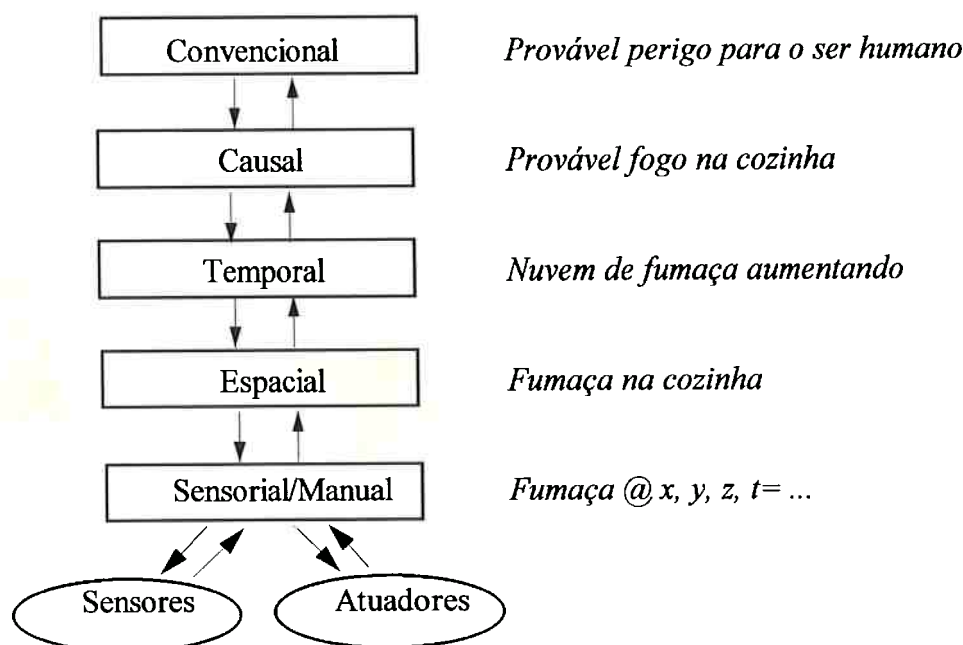 Convencional Provável perigo para o ser humano
Causal Provável fogo na cozinha
Temporal Nuvem de fumaça aumentando
Espacial Fumaça na cozinha
Sensorial/Manual Fumaça @ x, y, z, t= ...
Sensores Atuadores